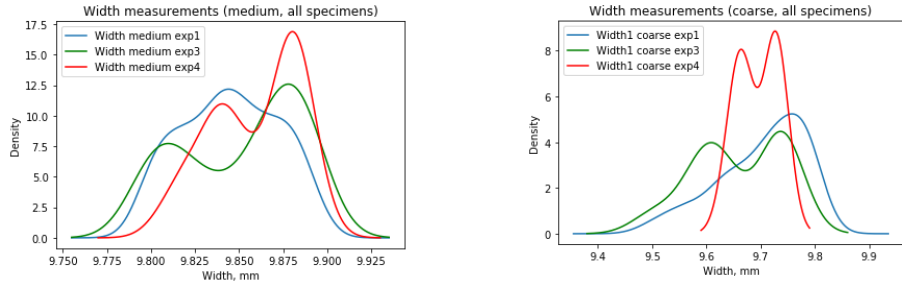 Width measurements (medium, all specimens)
17.5
15.0
12.5
10.0
7.5
5.0
2.5
0.0
Density
Width medium exp1
Width medium exp3
Width medium exp4
9.750 9.775 9.800 9.825 9.850 9.875 9.900 9.925
Width, mm
Width measurements (coarse, all specimens)
8
6
4
2
0
Density
Width1 coarse exp1
Width1 coarse exp3
Width1 coarse exp4
9.4 9.5 9.6 9.7 9.8 9.9
Width, mm